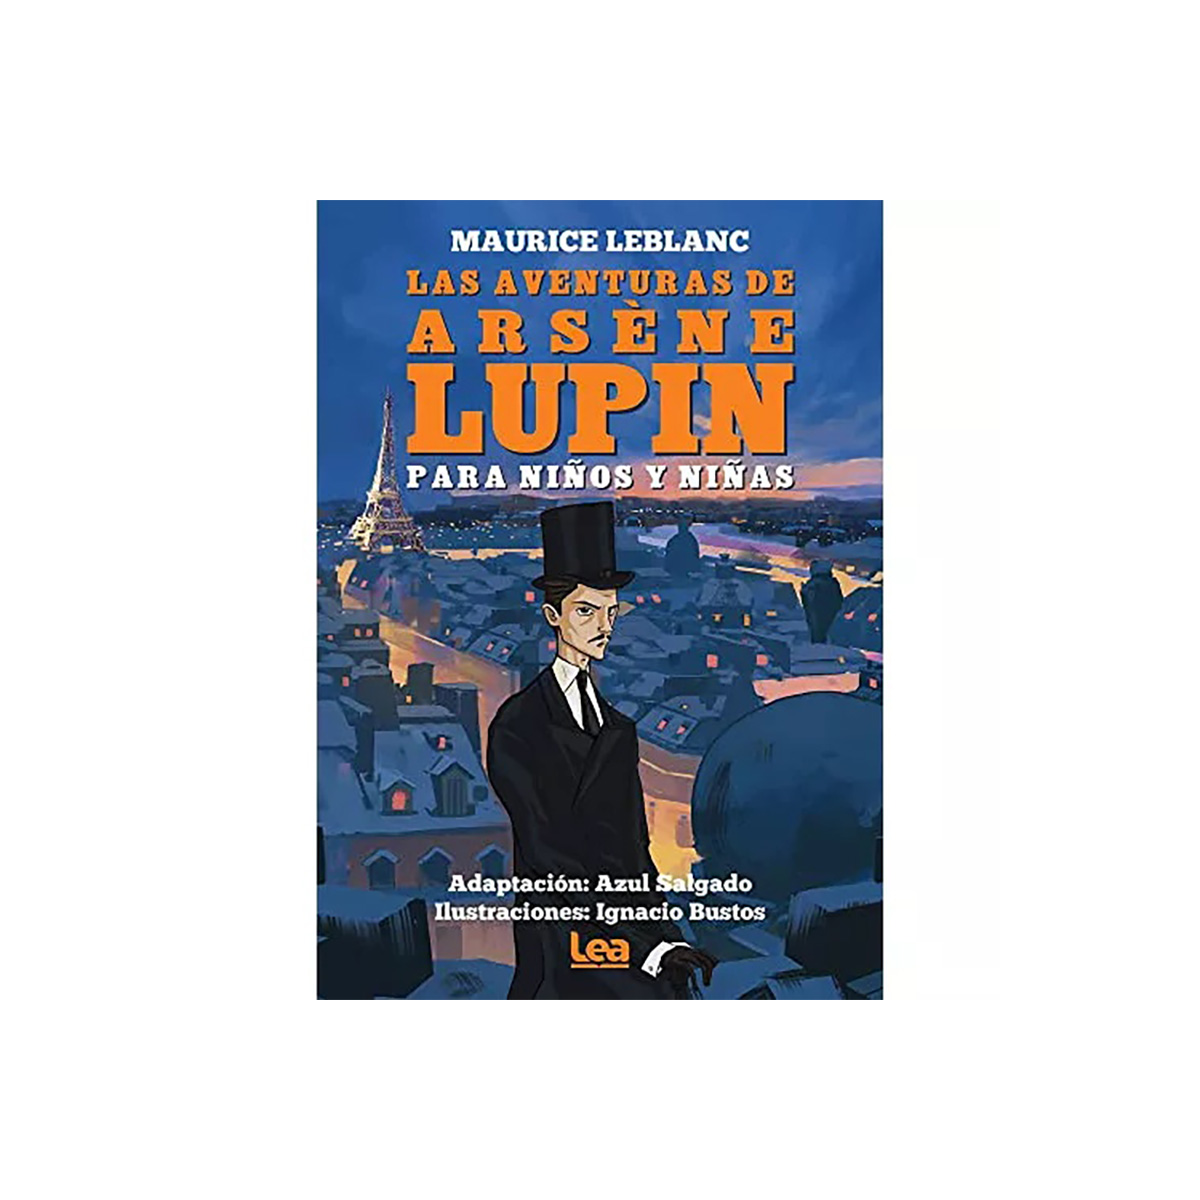 MAURICE LEBLANC
LAS AVENTURAS DE
ARSÈNE
LUPIN
PARA NIÑOS Y NIÑAS
Adaptación: Azul Salgado
Ilustraciones: Ignacio Bustos
Lea